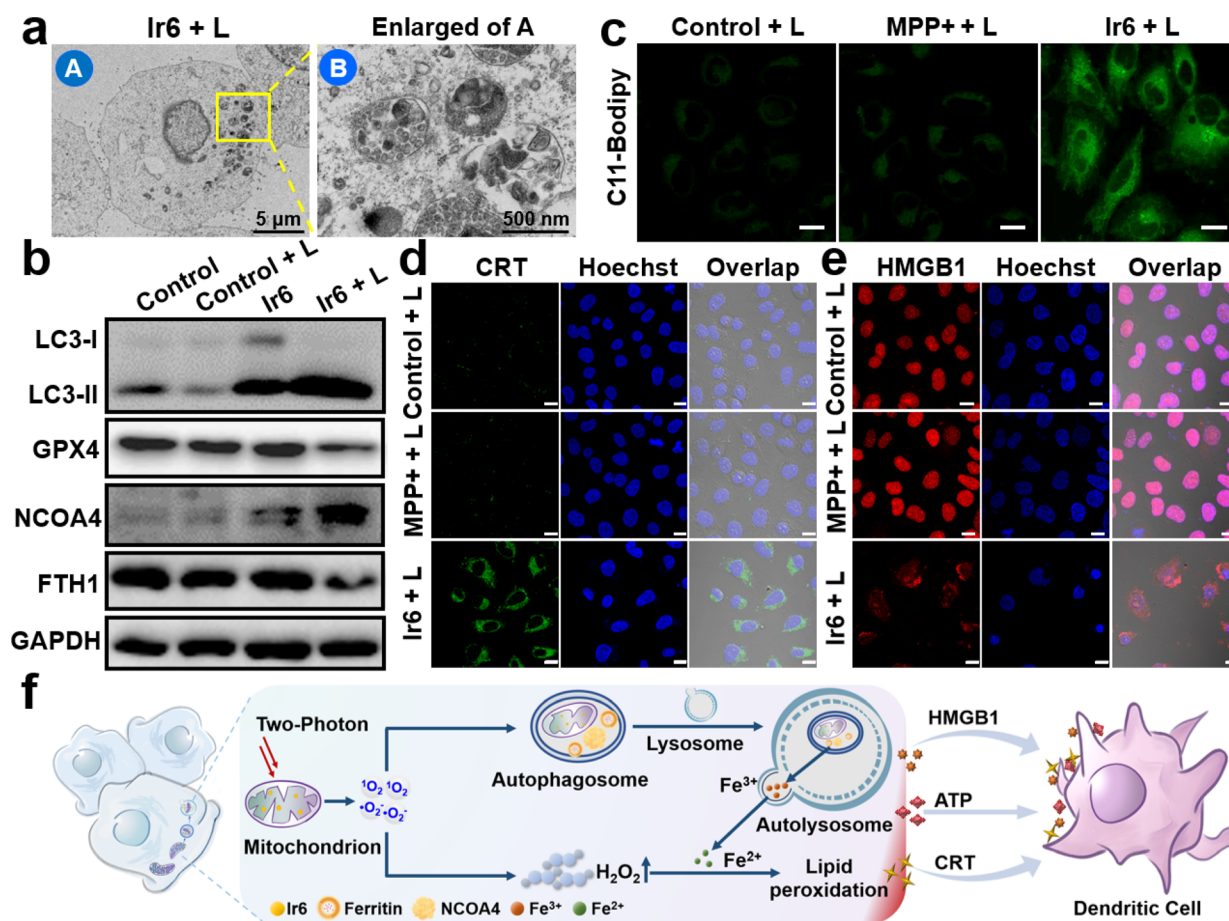 a
Ir6 + L
Enlarged of A
A
B
5 µm
500 nm
c
Control + L
MPP+ + L
Ir6 + L
C11-Bodipy
b
Control
Control + L
Ir6
Ir6 + L
LC3-I
LC3-II
GPX4
NCOA4
FTH1
GAPDH
d
CRT
Hoechst
Overlap
Control + L
MPP+ + L
Ir6 + L
e
HMGB1
Hoechst
Overlap
Control + L
MPP+ + L
Ir6 + L
f
Two-Photon
Mitochondrion
¹O₂ ¹O₂
•O₂⁻•O₂⁻
Autophagosome
Lysosome
Fe³⁺
Autolysosome
H₂O₂
Fe²⁺
Lipid
peroxidation
HMGB1
ATP
CRT
Dendritic Cell
Ir6
Ferritin
NCOA4
Fe³⁺
Fe²⁺